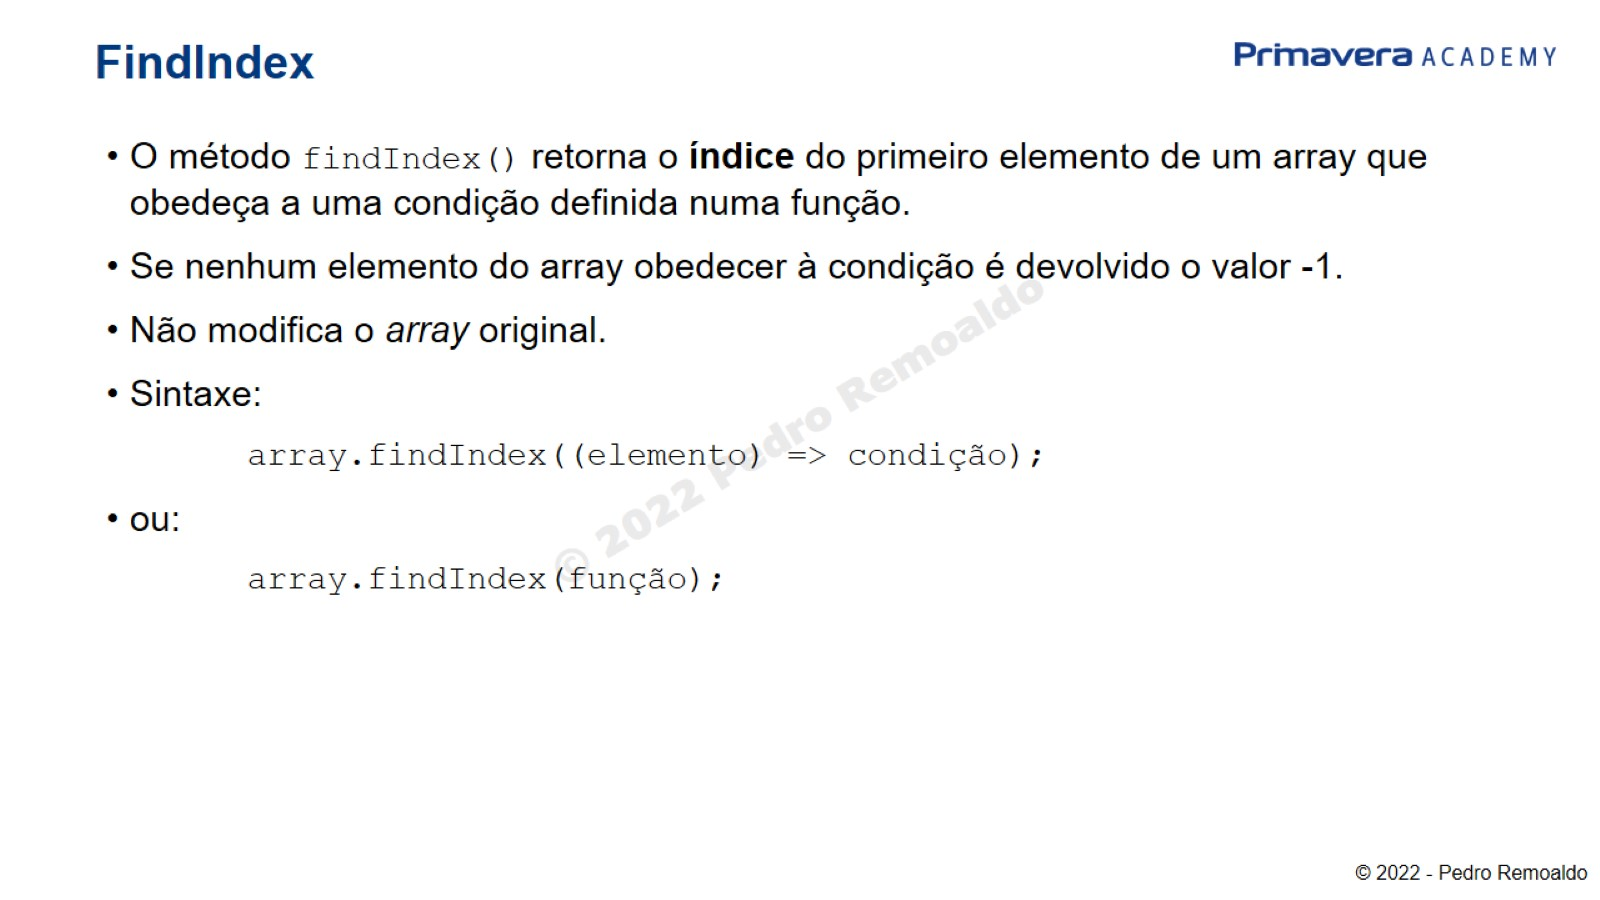 FindIndex
Primavera ACADEMY
• O método findIndex() retorna o índice do primeiro elemento de um array que
obedeça a uma condição definida numa função.
• Se nenhum elemento do array obedecer à condição é devolvido o valor -1.
• Não modifica o array original.
• Sintaxe:
array.findIndex((elemento) => condição);
• ou:
array.findIndex(função);
© 2022 Pedro Remoaldo
© 2022 - Pedro Remoaldo